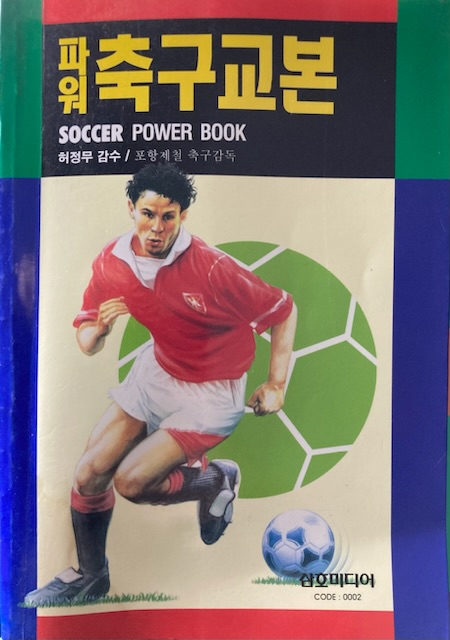 파워 축구교본
SOCCER POWER BOOK
허정무 감수 / 포항제철 축구감독
삼호미디어
CODE : 0002